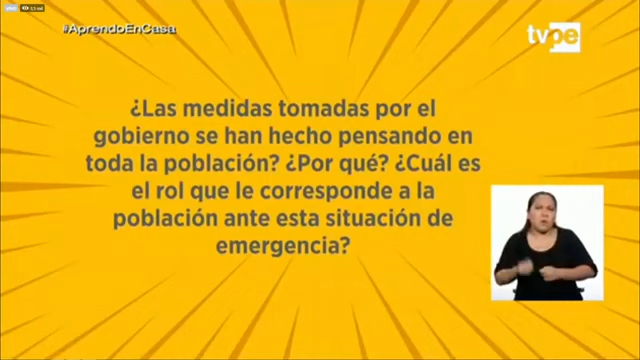 #AprendoEnCasa
tvpe
¿Las medidas tomadas por el
gobierno se han hecho pensando en
toda la población? ¿Por qué? ¿Cuál es
el rol que le corresponde a la
población ante esta situación de
emergencia?